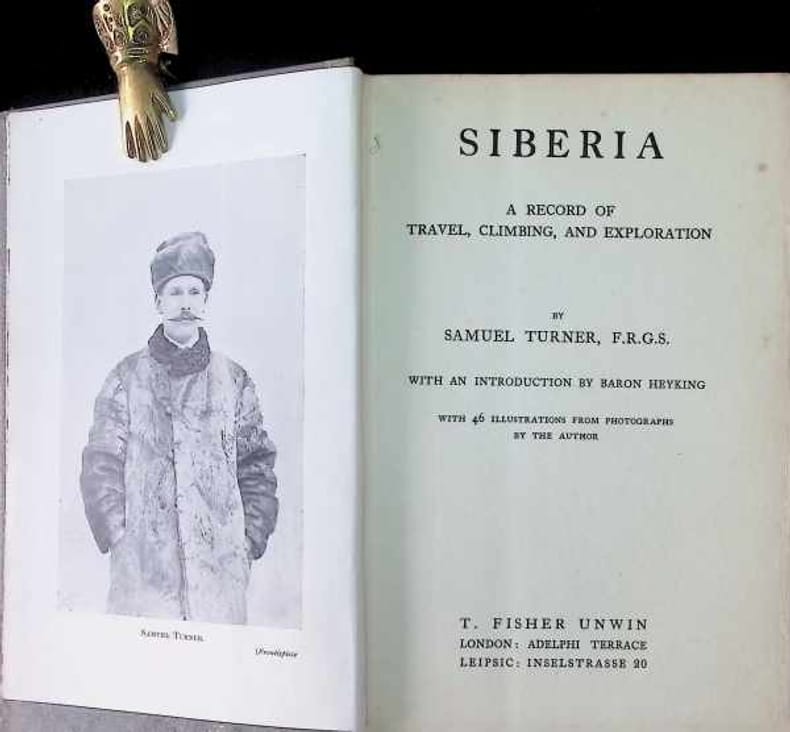 SAMUEL TURNER.
[Frontispiece
SIBERIA
A RECORD OF
TRAVEL, CLIMBING, AND EXPLORATION
BY
SAMUEL TURNER, F.R.G.S.
WITH AN INTRODUCTION BY BARON HEYKING
WITH 46 ILLUSTRATIONS FROM PHOTOGRAPHS
BY THE AUTHOR
T. FISHER UNWIN
LONDON: ADELPHI TERRACE
LEIPSIC: INSELSTRASSE 20